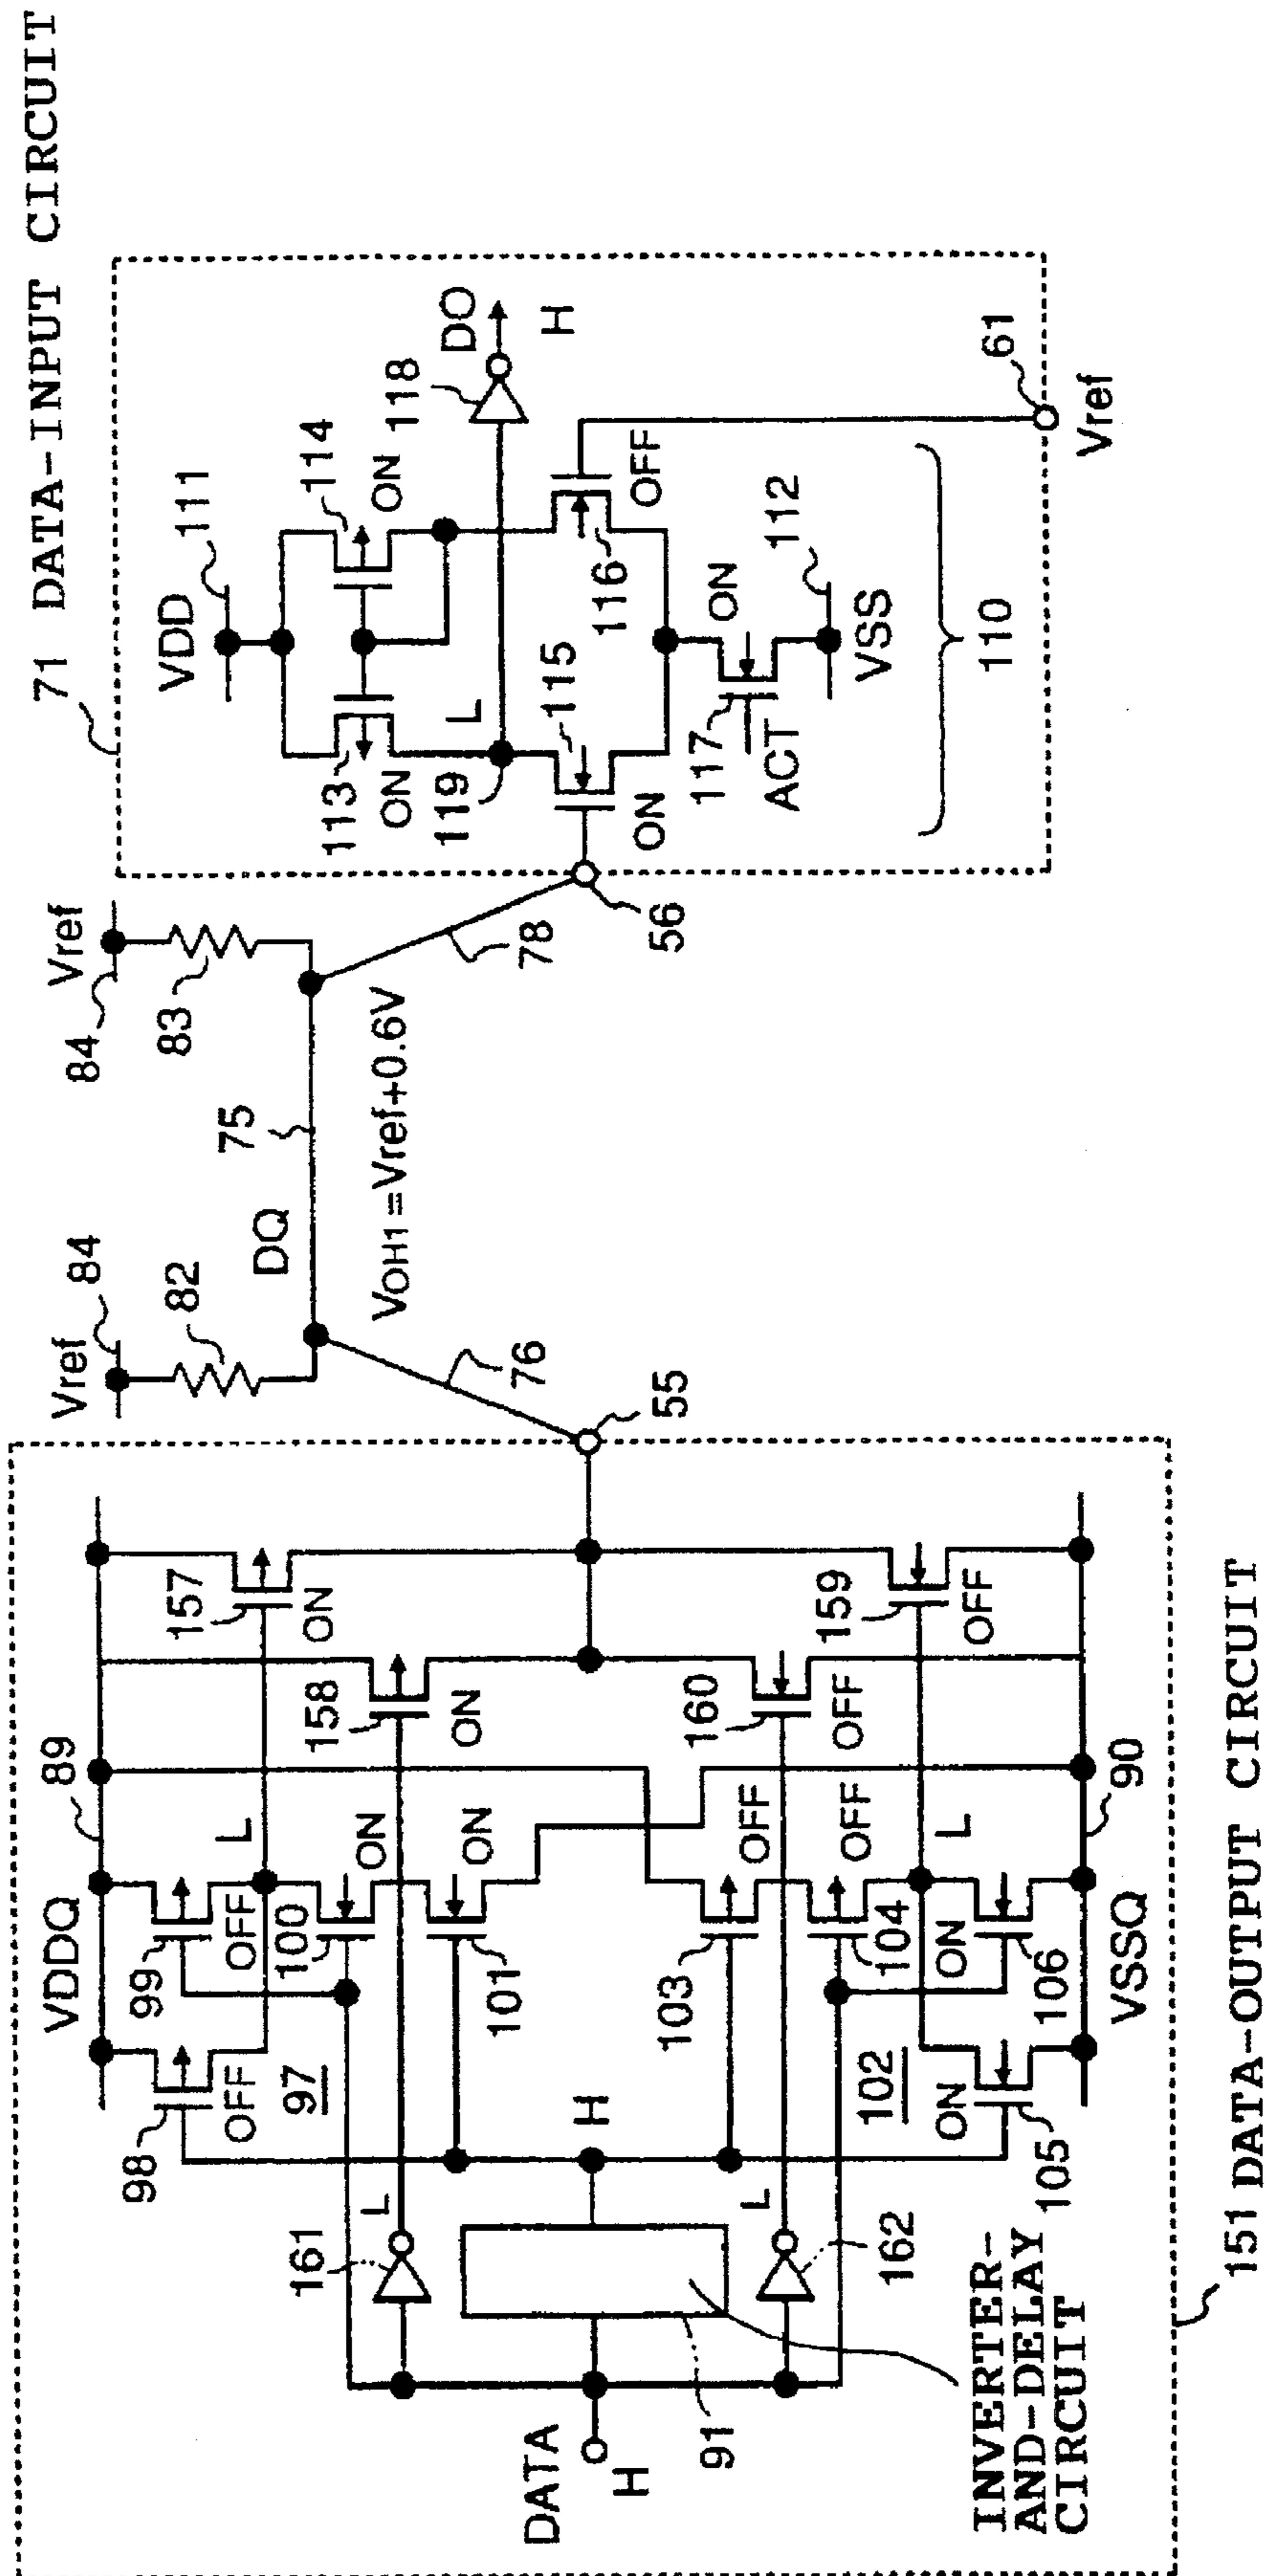 71 DATA-INPUT CIRCUIT
VDD
111
113
ON
114
ON
118
DO
H
L
119
115
ON
116
OFF
117
ACT
ON
112
VSS
110
61
Vref
56
78
Vref
84
83
75
DQ
VOH1=Vref+0.6V
Vref
84
82
76
55
VDDQ
89
98
OFF
99
OFF
L
97
100
ON
101
ON
157
ON
158
ON
161
L
DATA
H
91
H
162
L
102
103
OFF
104
OFF
L
105
ON
106
ON
159
OFF
160
OFF
90
VSSQ
INVERTER-
AND-DELAY
CIRCUIT
151 DATA-OUTPUT CIRCUIT